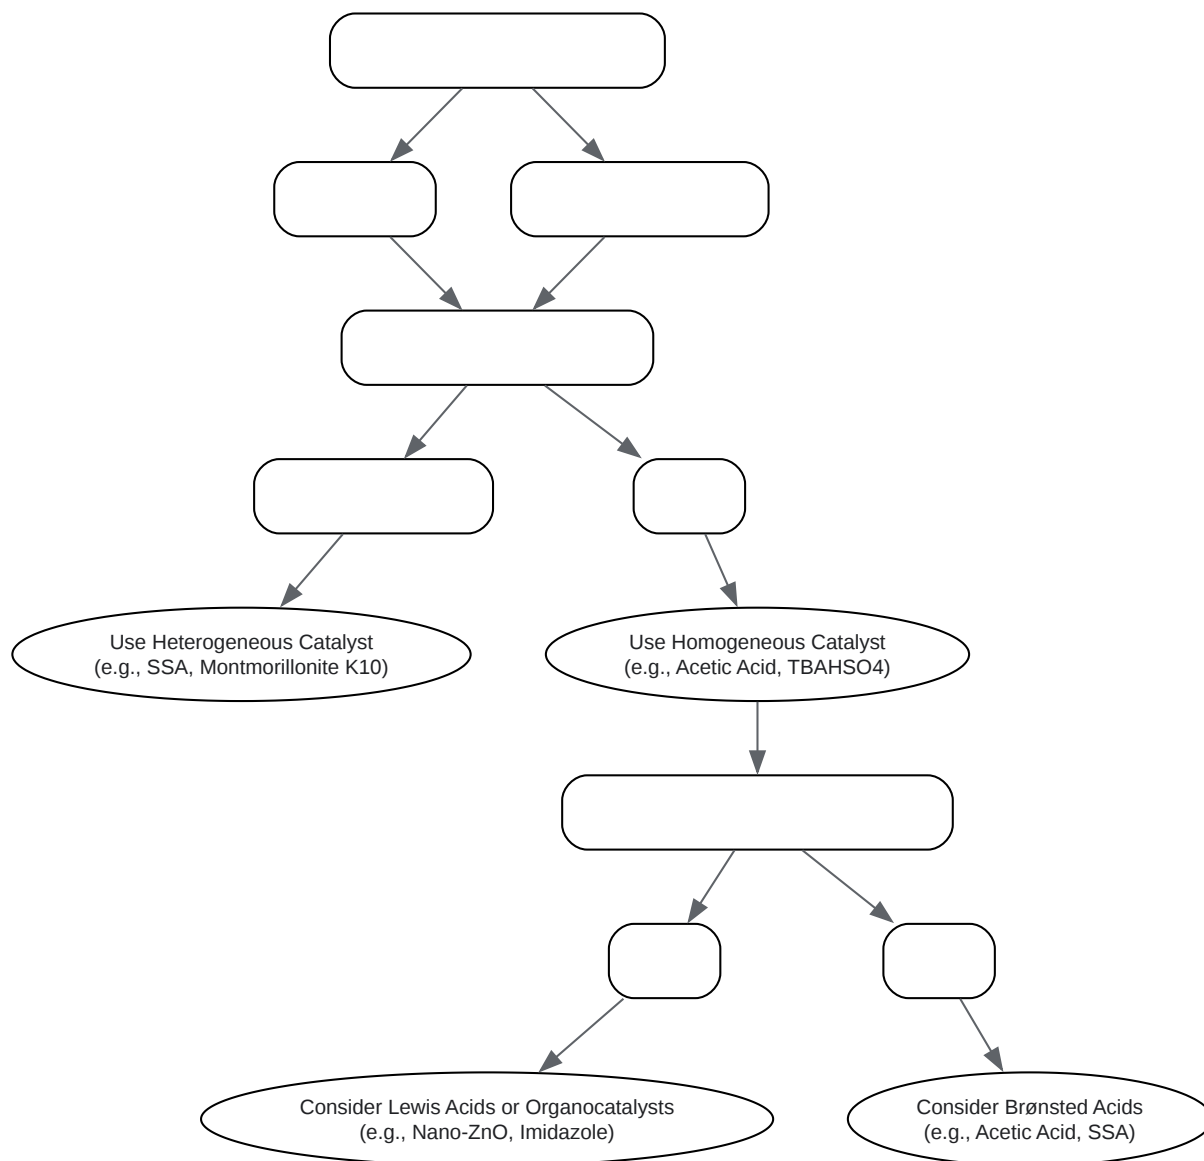 Use Heterogeneous Catalyst
(e.g., SSA, Montmorillonite K10)
Use Homogeneous Catalyst
(e.g., Acetic Acid, TBAHSO4)
Consider Lewis Acids or Organocatalysts
(e.g., Nano-ZnO, Imidazole)
Consider Brønsted Acids
(e.g., Acetic Acid, SSA)